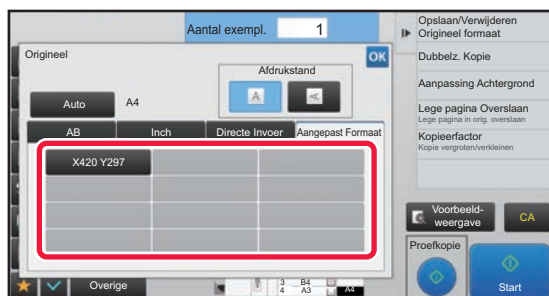 Aantal exempl. 1
Origineel
OK
Afdrukstand
A
A
Auto
A4
AB
Inch
Directe Invoer
Aangepast Formaat
X420 Y297
Overige
3 B4
4 A3
A4
Opslaan/Verwijderen
Origineel formaat
Dubbelz. Kopie
Aanpassing Achtergrond
Lege pagina Overslaan
Lege pagina in orig. overslaan
Kopieerfactor
Kopie vergroten/verkleinen
Voorbeeld-
weergave
CA
Proefkopie
Start